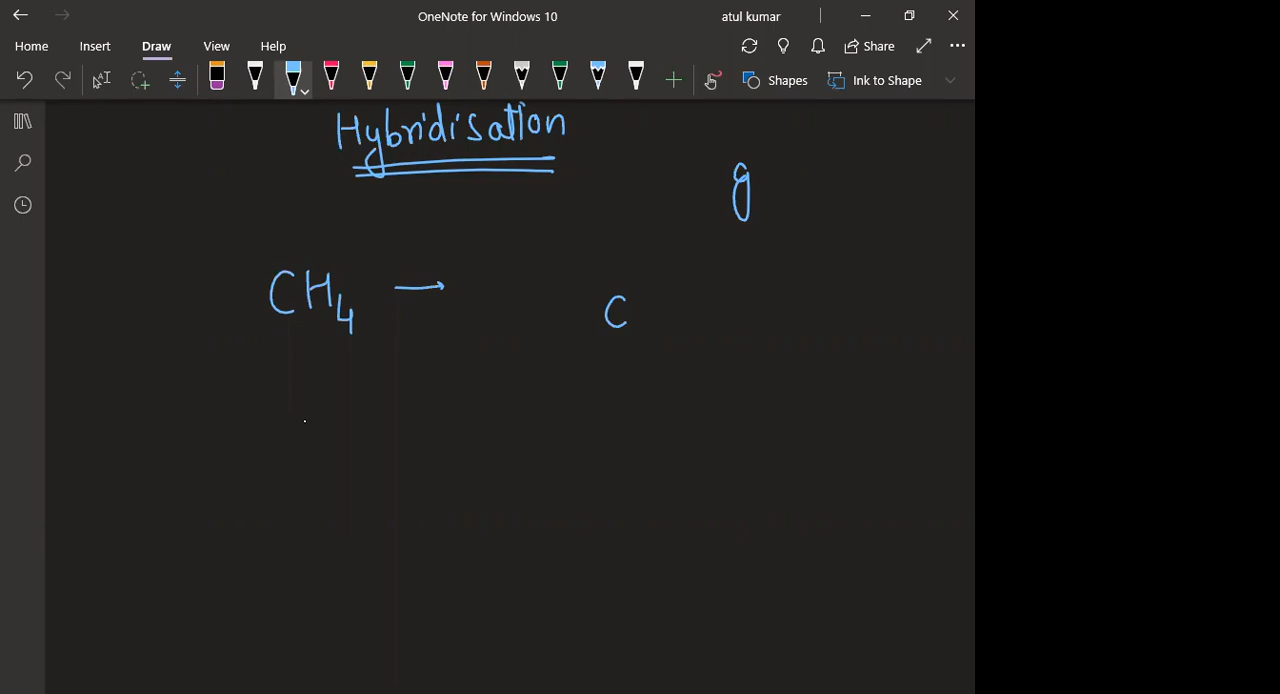 OneNote for Windows 10
atul kumar
Home Insert Draw View Help
Share
Shapes
Ink to Shape
Hybridisation
g
CH₄ →
C